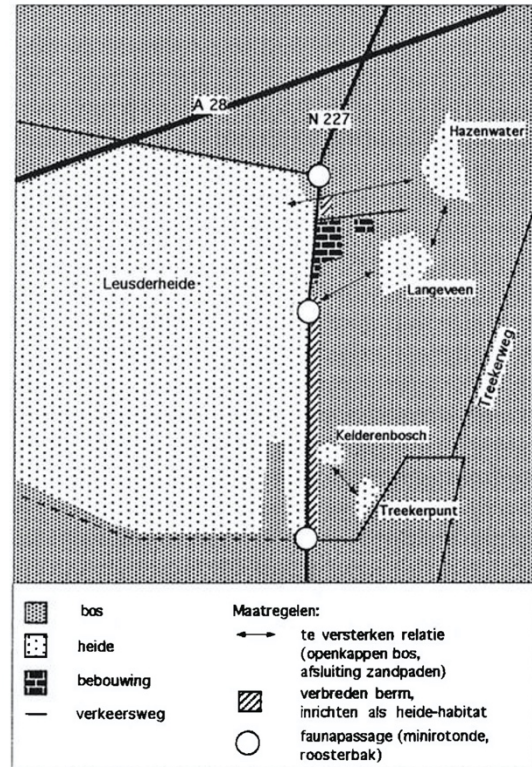 A 28
N 227
Hazenwater
Leusderheide
Langeveen
Treekerweg
Kelderenbosch
Treekerpunt
bos
heide
bebouwing
verkeersweg
Maatregelen:
te versterken relatie
(openkappen bos,
afsluiting zandpaden)
verbreden berm,
inrichten als heide-habitat
faunapassage (minirotonde,
roosterbak)